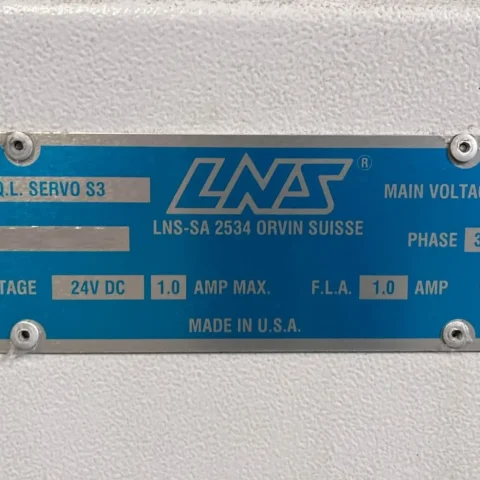 LNS®
Q.L. SERVO S3
MAIN VOLTA
LNS-SA 2534 ORVIN SUISSE
PHASE 3
TAGE 24V DC 1.0 AMP MAX. F.L.A. 1.0 AMP
MADE IN U.S.A.